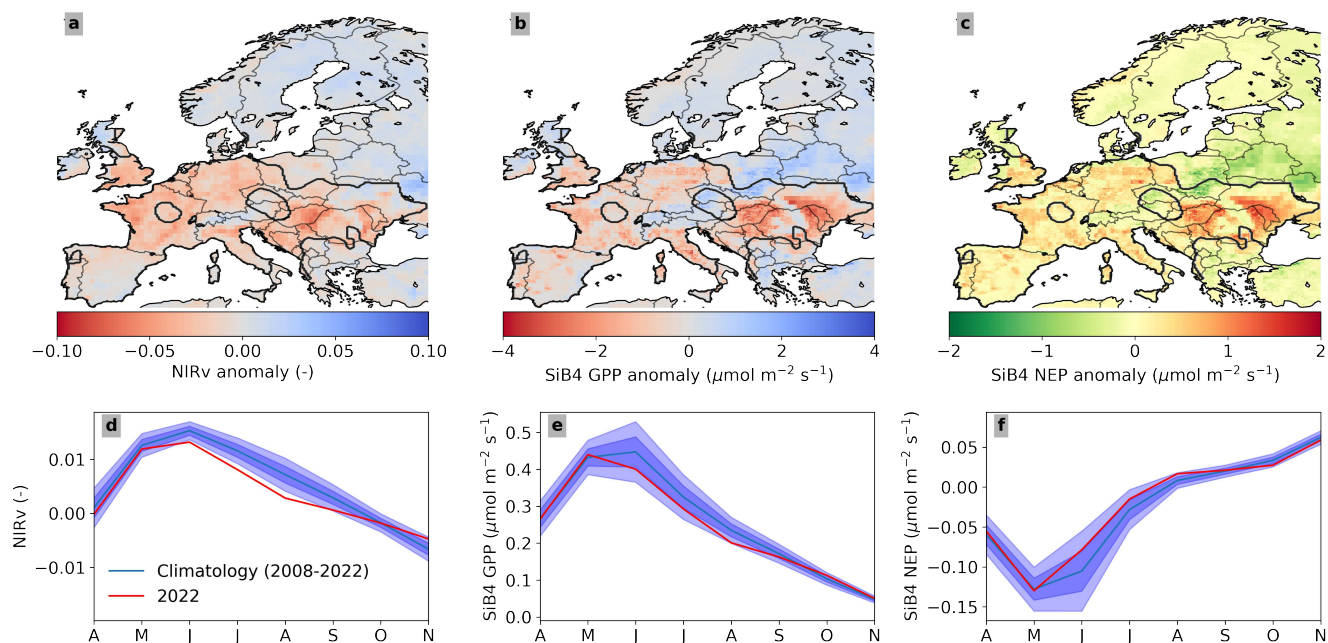 a
b
c
−0.10 −0.05 0.00 0.05 0.10
NIRv anomaly (-)
−4 −2 0 2 4
SiB4 GPP anomaly (μmol m⁻² s⁻¹)
−2 −1 0 1 2
SiB4 NEP anomaly (μmol m⁻² s⁻¹)
d
NIRv (-)
0.01
0.00
−0.01
Climatology (2008-2022)
2022
A M J J A S O N
e
SiB4 GPP (μmol m⁻² s⁻¹)
0.5
0.4
0.3
0.2
0.1
0.0
A M J J A S O N
f
SiB4 NEP (μmol m⁻² s⁻¹)
0.05
0.00
−0.05
−0.10
−0.15
A M J J A S O N